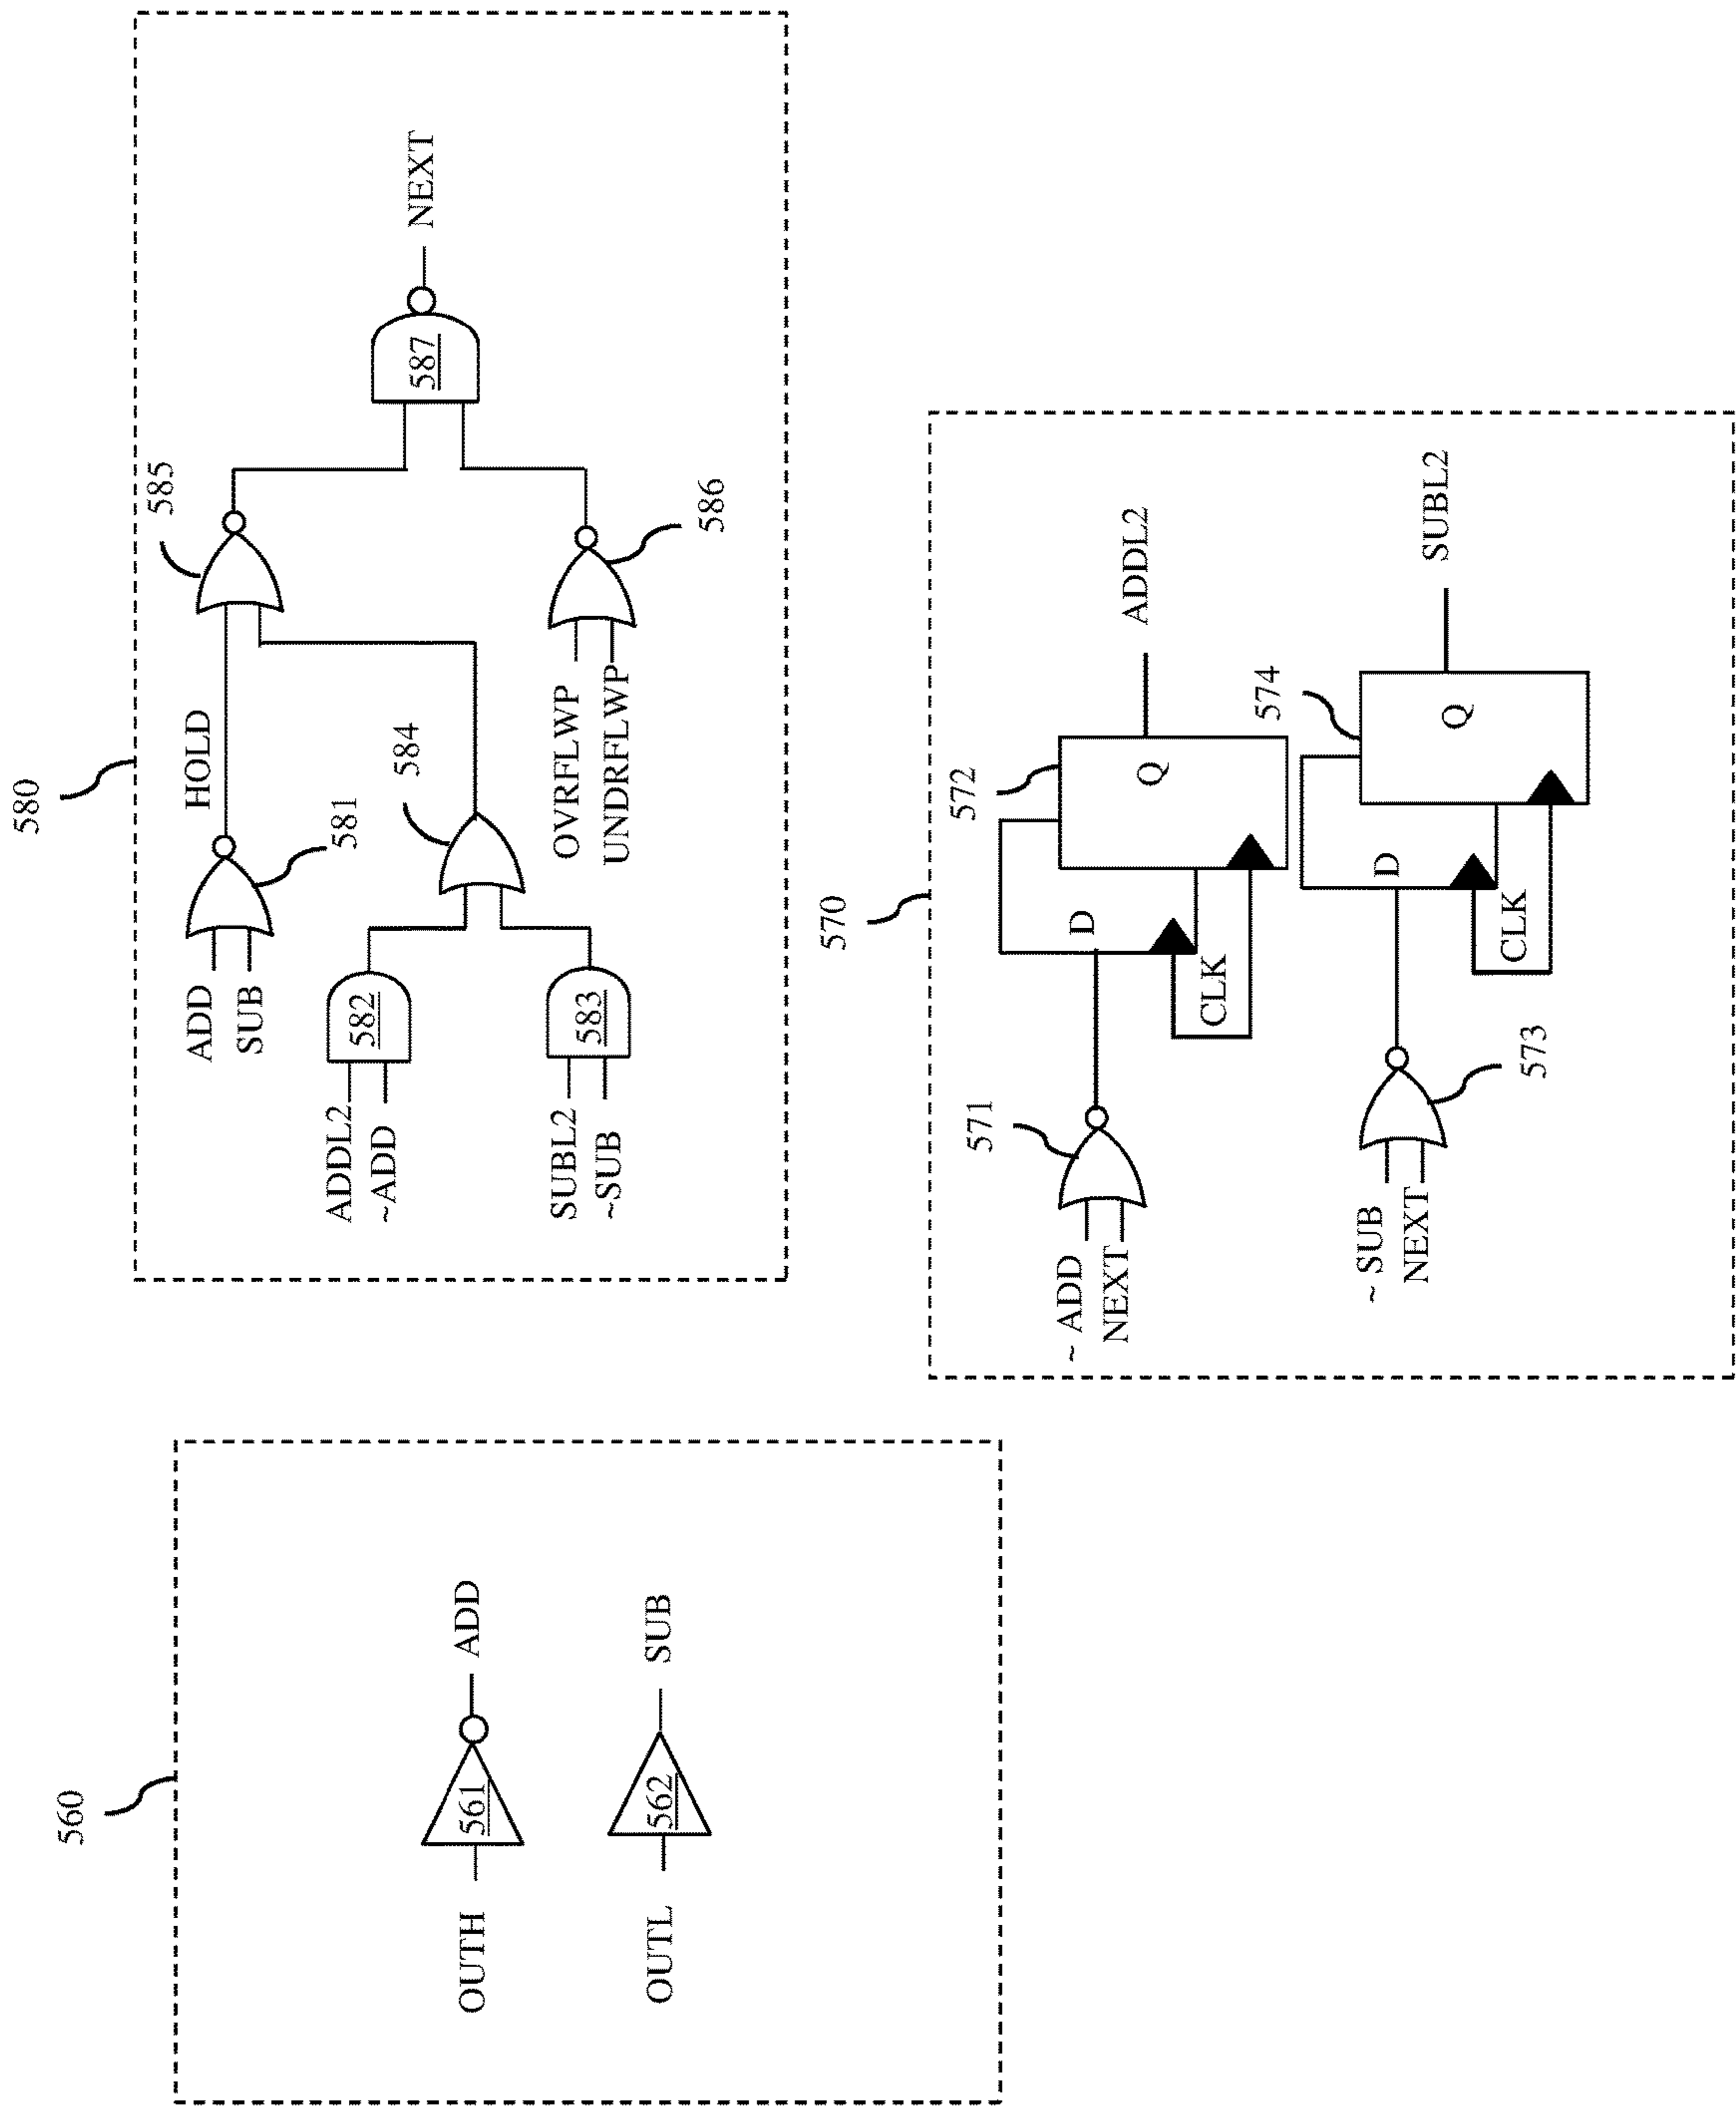 560
OUTH
561
ADD
OUTL
562
SUB
580
ADD
SUB
581
HOLD
ADDL2
~ADD
582
SUBL2
~SUB
583
584
585
OVRFLWP
UNDRFLWP
586
587
NEXT
570
~ ADD
NEXT
571
D
CLK
572
Q
ADDL2
~ SUB
NEXT
573
D
CLK
574
Q
SUBL2